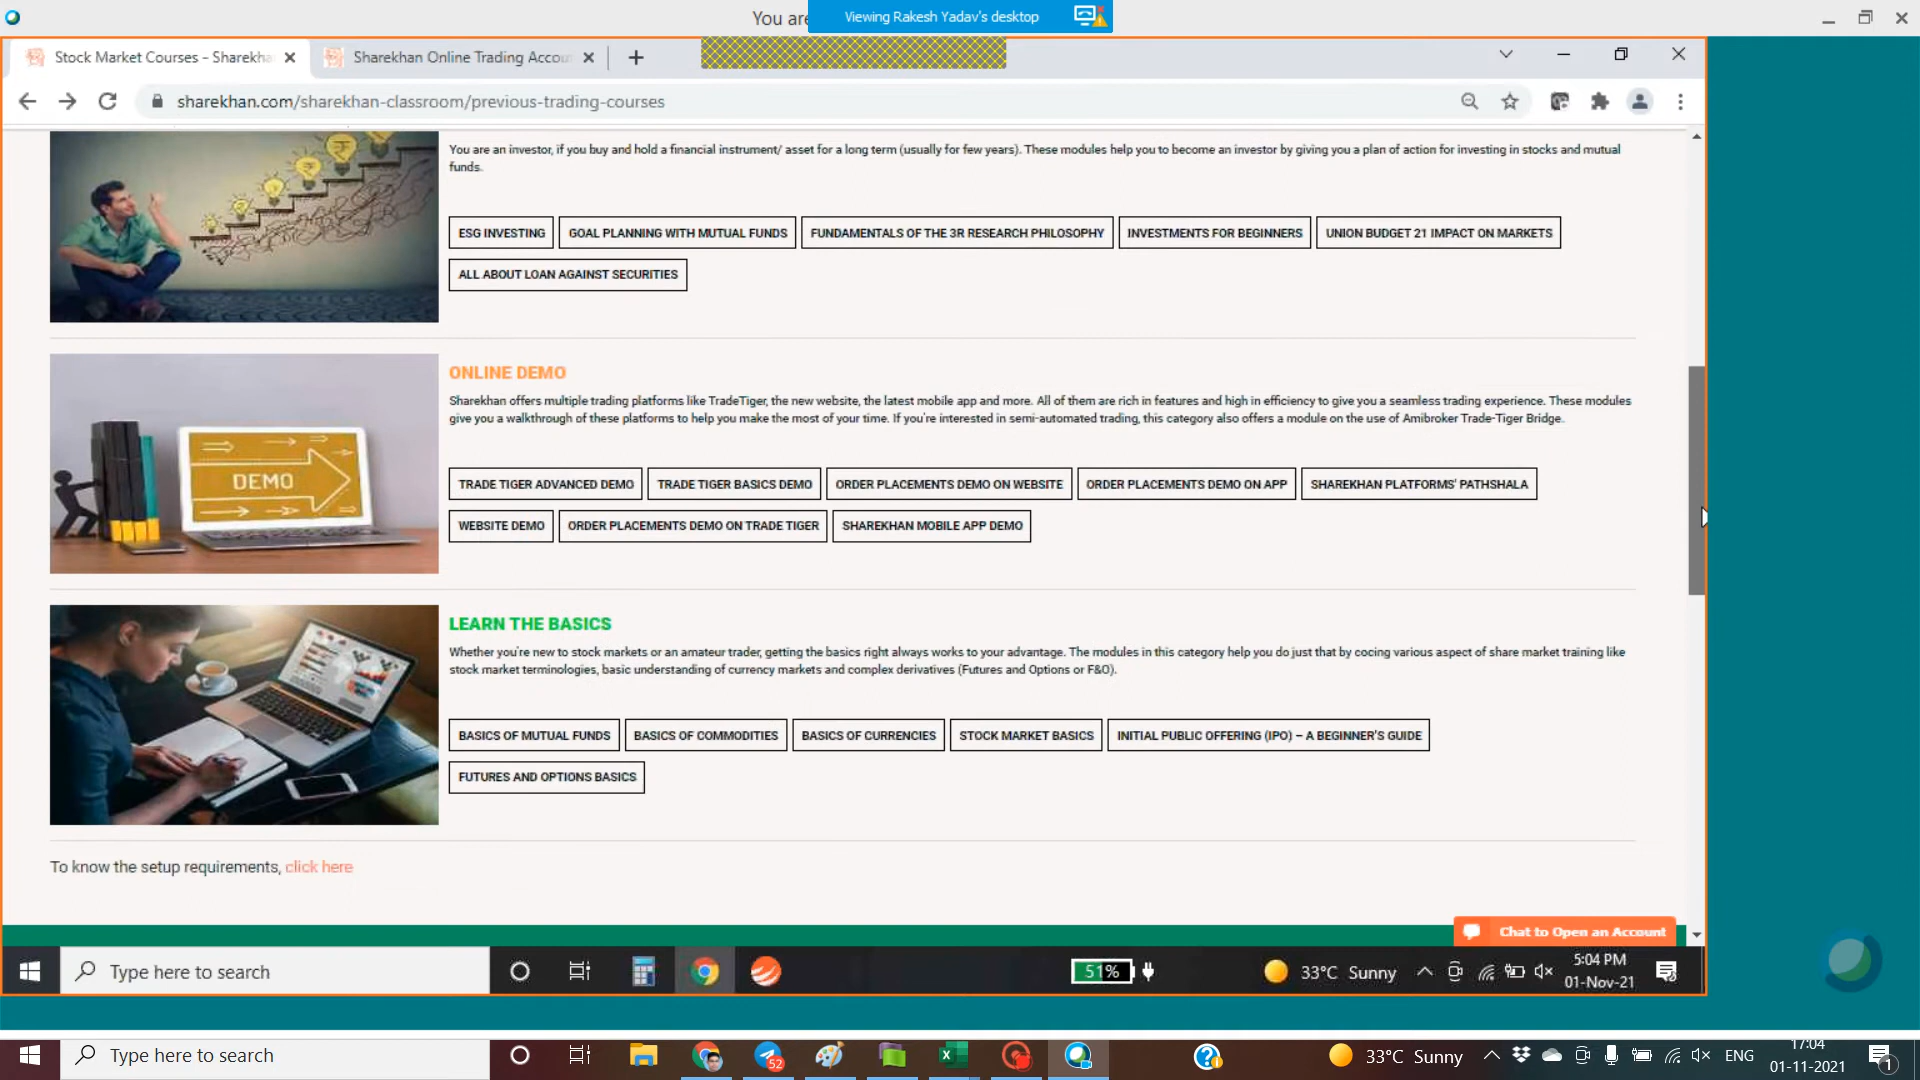 You are
Viewing Rakesh Yadav's desktop
Stock Market Courses – Sharekha
Sharekhan Online Trading Accou
sharekhan.com/sharekhan-classroom/previous-trading-courses
You are an investor, if you buy and hold a financial instrument/ asset for a long term (usually for few years). These modules help you to become an investor by giving you a plan of action for investing in stocks and mutual
funds.
ESG INVESTING GOAL PLANNING WITH MUTUAL FUNDS FUNDAMENTALS OF THE 3R RESEARCH PHILOSOPHY INVESTMENTS FOR BEGINNERS UNION BUDGET 21 IMPACT ON MARKETS
ALL ABOUT LOAN AGAINST SECURITIES
DEMO
ONLINE DEMO
Sharekhan offers multiple trading platforms like TradeTiger, the new website, the latest mobile app and more. All of them are rich in features and high in efficiency to give you a seamless trading experience. These modules
give you a walkthrough of these platforms to help you make the most of your time. If you're interested in semi-automated trading, this category also offers a module on the use of Amibroker Trade-Tiger Bridge.
TRADE TIGER ADVANCED DEMO TRADE TIGER BASICS DEMO ORDER PLACEMENTS DEMO ON WEBSITE ORDER PLACEMENTS DEMO ON APP SHAREKHAN PLATFORMS' PATHSHALA
WEBSITE DEMO ORDER PLACEMENTS DEMO ON TRADE TIGER SHAREKHAN MOBILE APP DEMO
LEARN THE BASICS
Whether you're new to stock markets or an amateur trader, getting the basics right always works to your advantage. The modules in this category help you do just that by cocing various aspect of share market training like
stock market terminologies, basic understanding of currency markets and complex derivatives (Futures and Options or F&O).
BASICS OF MUTUAL FUNDS BASICS OF COMMODITIES BASICS OF CURRENCIES STOCK MARKET BASICS INITIAL PUBLIC OFFERING (IPO) – A BEGINNER'S GUIDE
FUTURES AND OPTIONS BASICS
To know the setup requirements, click here
Chat to Open an Account
Type here to search
51%
33°C Sunny
5:04 PM
01-Nov-21
Type here to search
52
33°C Sunny
ENG
17:04
01-11-2021
1